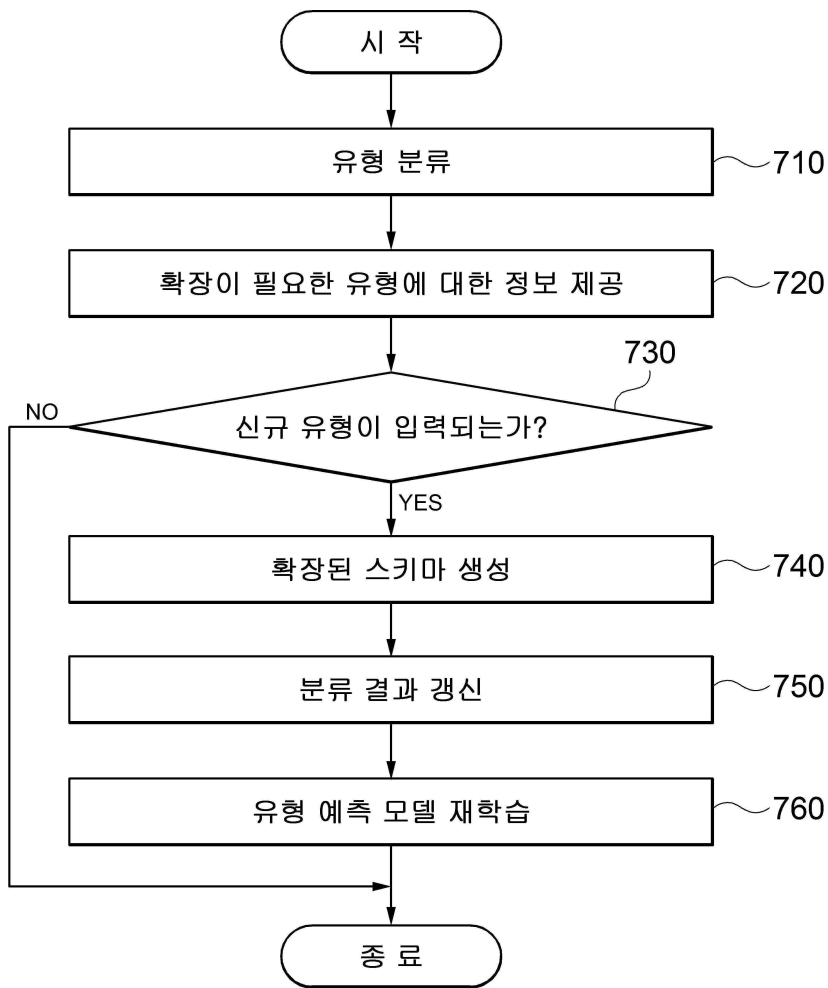 시 작
유형 분류
710
확장이 필요한 유형에 대한 정보 제공
720
730
신규 유형이 입력되는가?
NO
YES
확장된 스키마 생성
740
분류 결과 갱신
750
유형 예측 모델 재학습
760
종 료